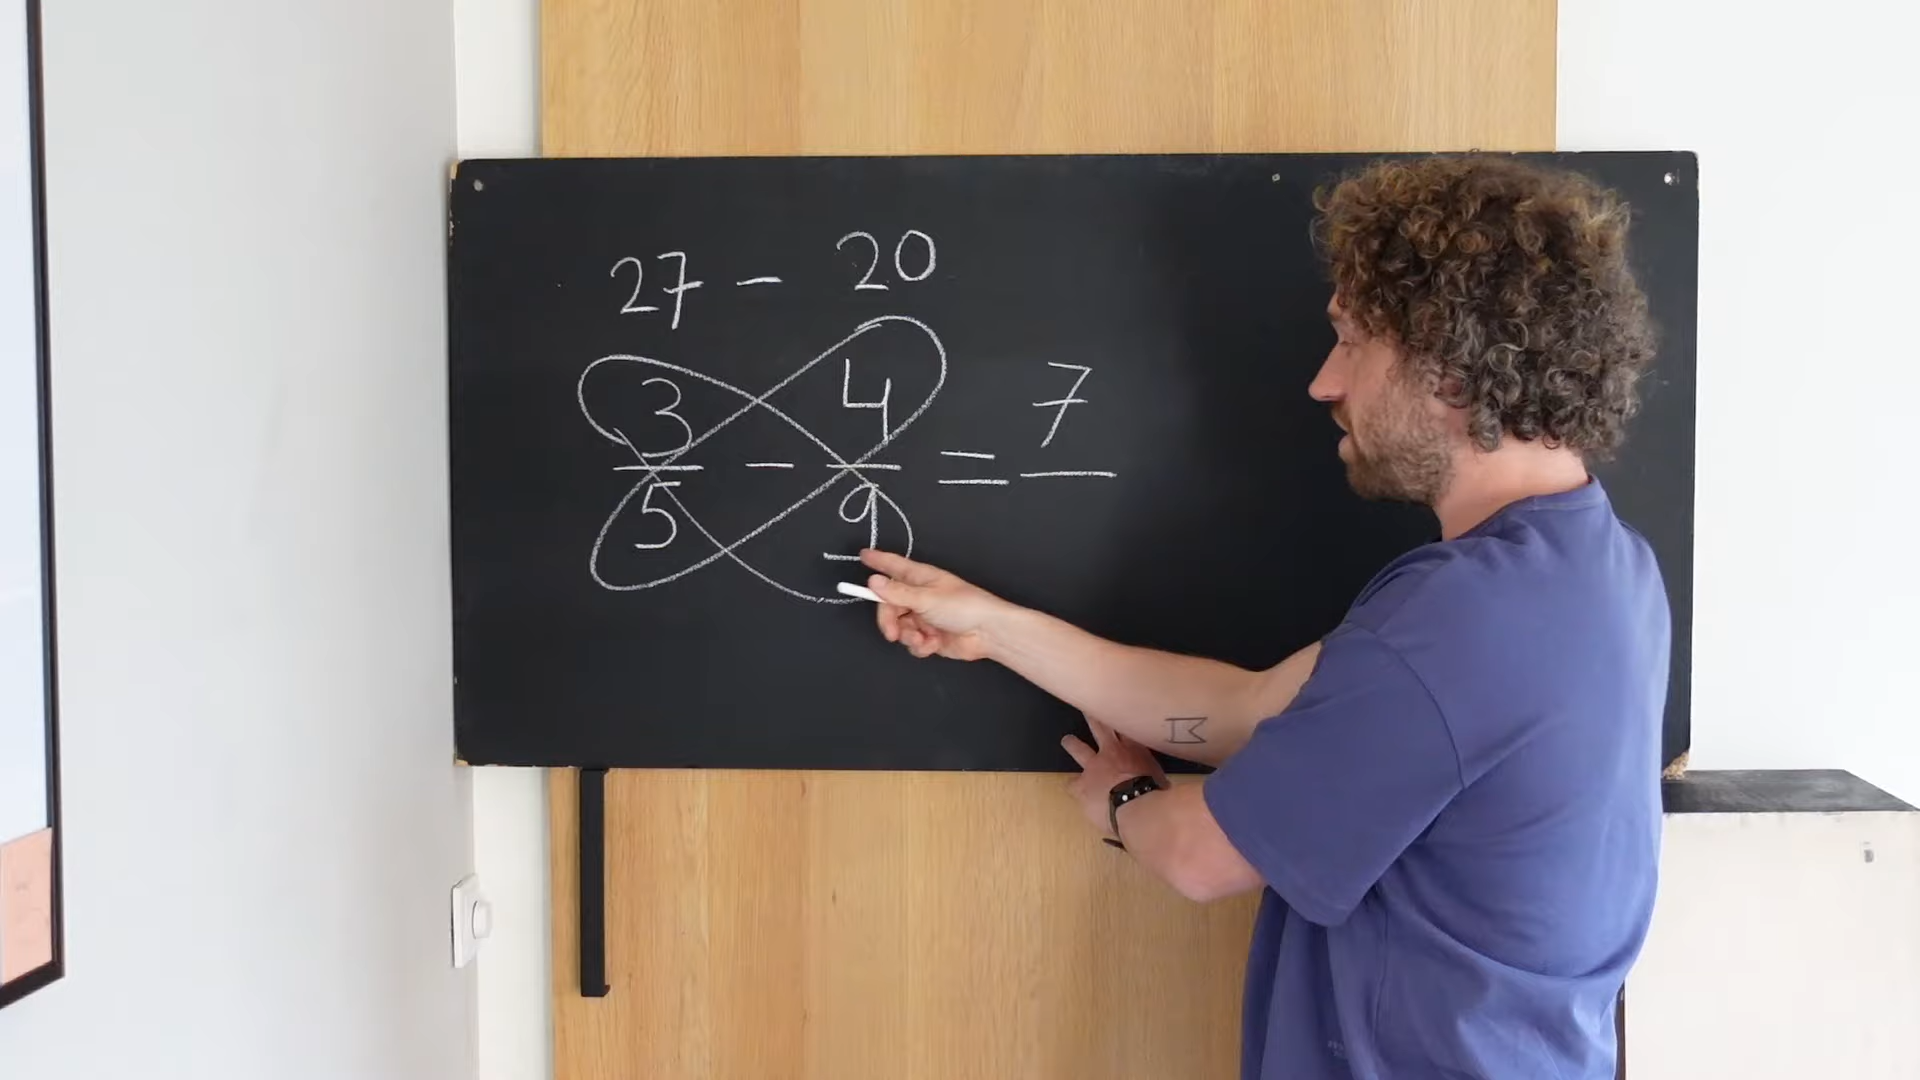 27 - 20
3/5 - 4/9 = 7/